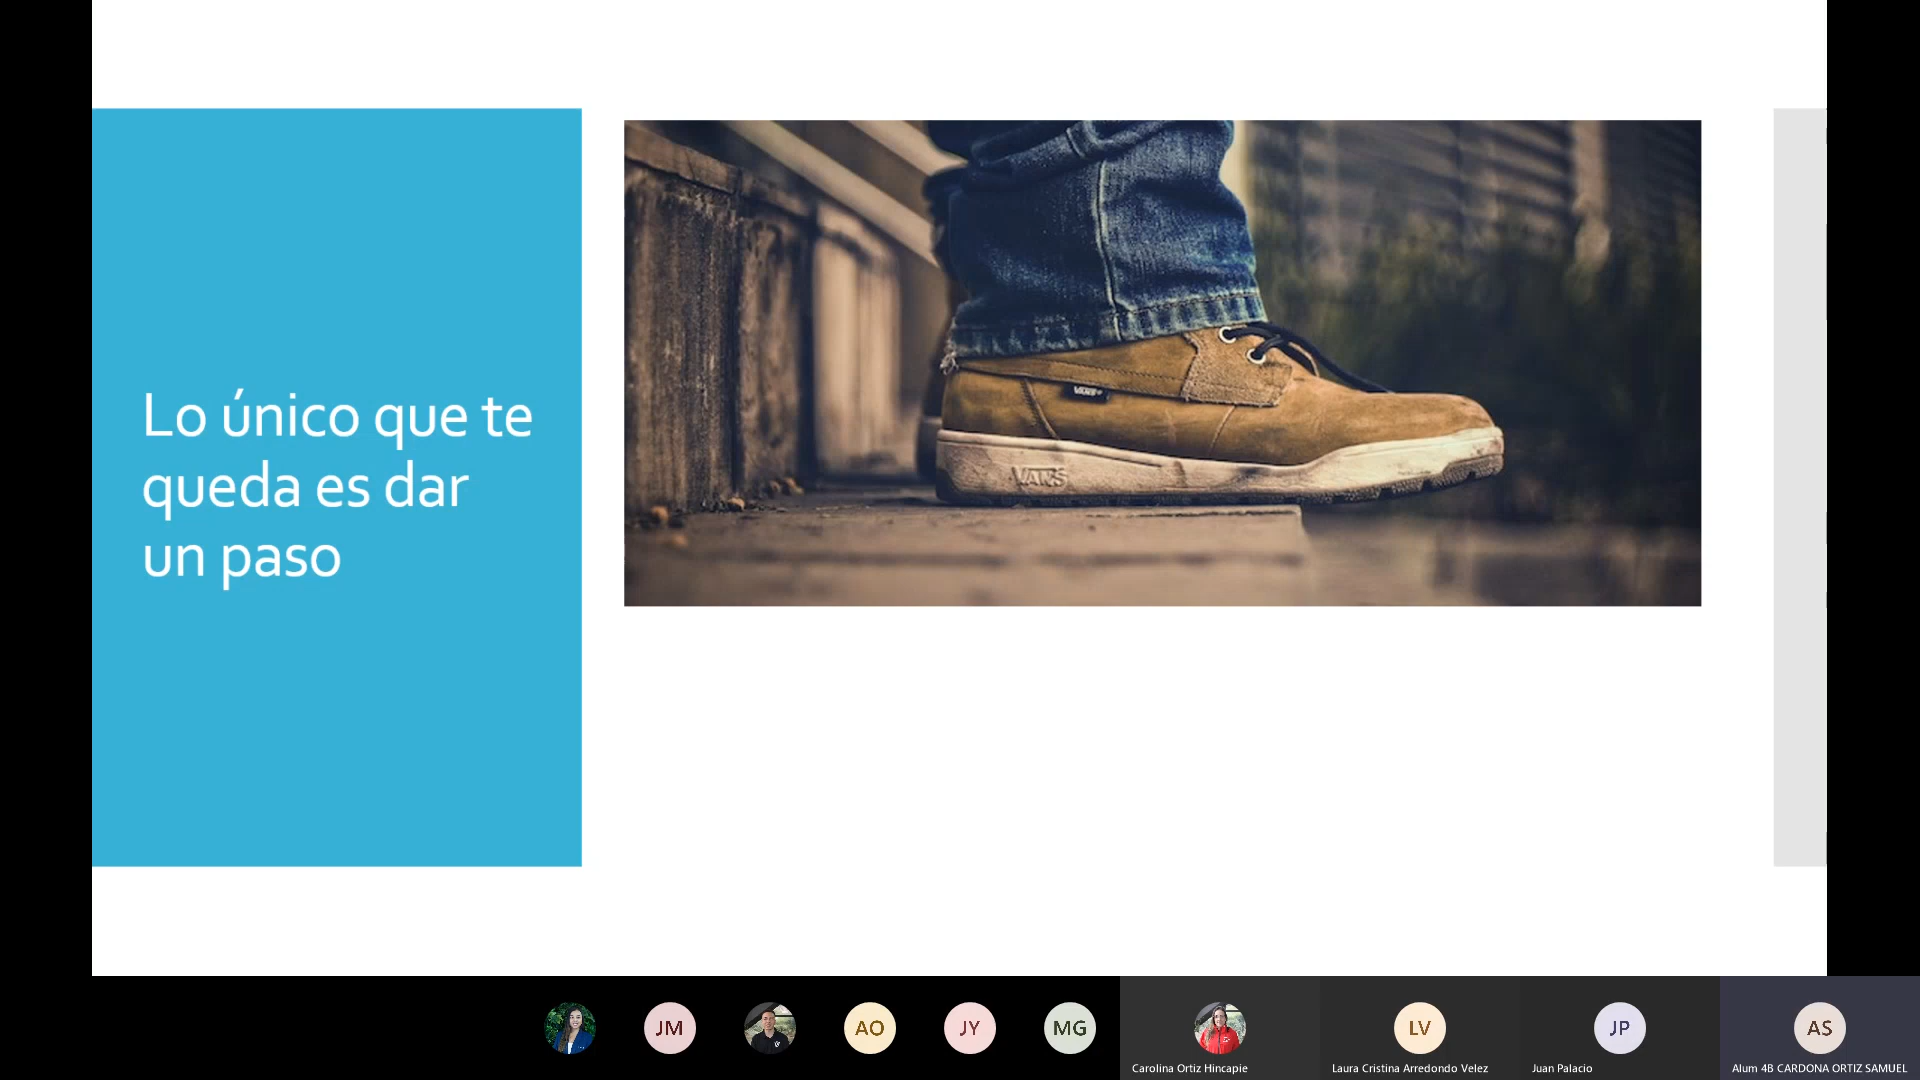 Lo único que te
queda es dar
un paso
VANS
VANS
JM
AO
JY
MG
LV
JP
AS
Carolina Ortiz Hincapie
Laura Cristina Arredondo Velez
Juan Palacio
Alum 4B CARDONA ORTIZ SAMUEL